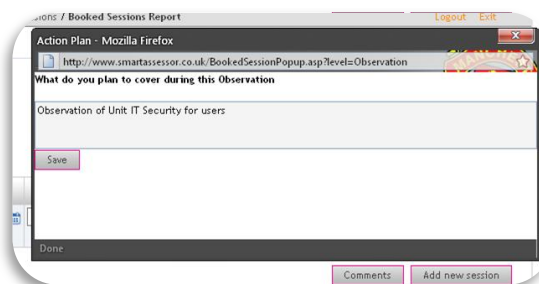 sions / Booked Sessions Report
Logout Exit
Action Plan - Mozilla Firefox
http://www.smartassessor.co.uk/BookedSessionPopup.asp?level=Observation
What do you plan to cover during this Observation
Observation of Unit IT Security for users
Save
Done
Comments
Add new session